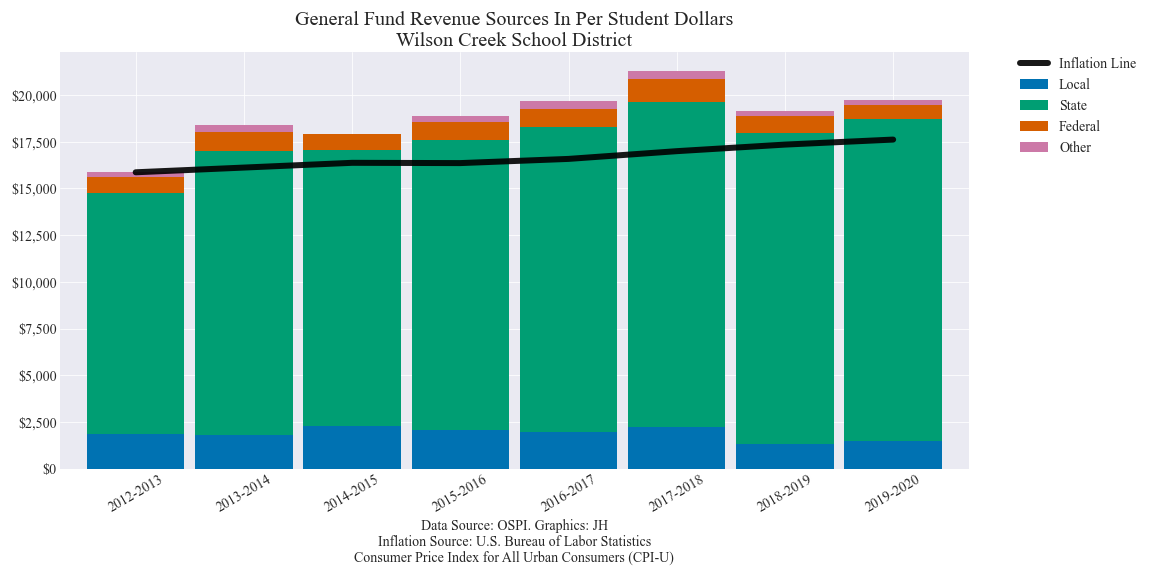 General Fund Revenue Sources In Per Student Dollars
Wilson Creek School District
Inflation Line
Local
State
Federal
Other
$20,000
$17,500
$15,000
$12,500
$10,000
$7,500
$5,000
$2,500
$0
2012-2013
2013-2014
2014-2015
2015-2016
2016-2017
2017-2018
2018-2019
2019-2020
Data Source: OSPI. Graphics: JH
Inflation Source: U.S. Bureau of Labor Statistics
Consumer Price Index for All Urban Consumers (CPI-U)